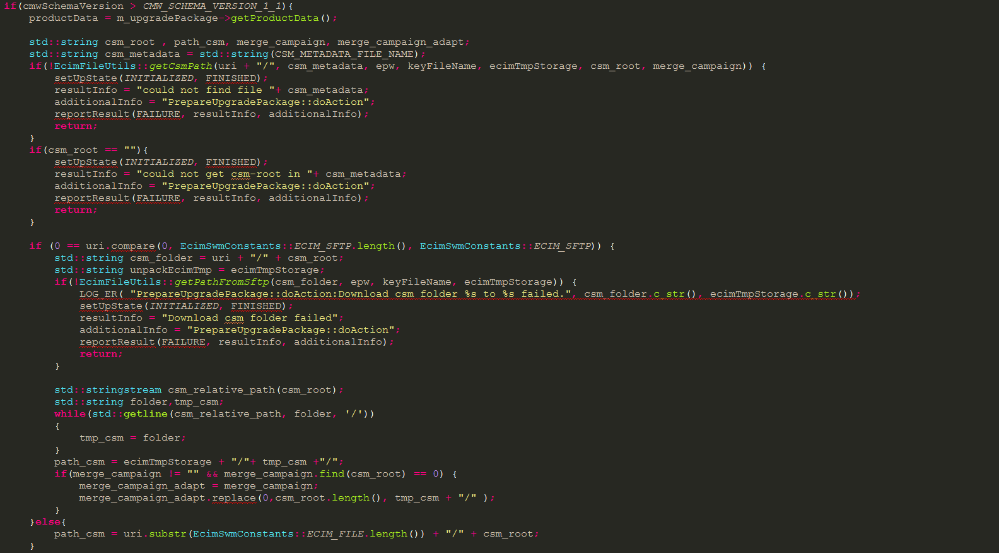 if(cmwSchemaVersion > CMW_SCHEMA_VERSION_1_1){
    productData = m_upgradePackage->getProductData();

    std::string csm_root , path_csm, merge_campaign, merge_campaign_adapt;
    std::string csm_metadata = std::string(CSM_METADATA_FILE_NAME);
    if(!EcimFileUtils::getCsmPath(uri + "/", csm_metadata, epw, keyFileName, ecimTmpStorage, csm_root, merge_campaign)) {
        setUpState(INITIALIZED, FINISHED);
        resultInfo = "could not find file "+ csm_metadata;
        additionalInfo = "PrepareUpgradePackage::doAction";
        reportResult(FAILURE, resultInfo, additionalInfo);
        return;
    }
    if(csm_root == ""){
        setUpState(INITIALIZED, FINISHED);
        resultInfo = "could not get csm-root in "+ csm_metadata;
        additionalInfo = "PrepareUpgradePackage::doAction";
        reportResult(FAILURE, resultInfo, additionalInfo);
        return;
    }

    if (0 == uri.compare(0, EcimSwmConstants::ECIM_SFTP.length(), EcimSwmConstants::ECIM_SFTP)) {
        std::string csm_folder = uri + "/" + csm_root;
        std::string unpackEcimTmp = ecimTmpStorage;
        if(!EcimFileUtils::getPathFromSftp(csm_folder, epw, keyFileName, ecimTmpStorage)) {
            LOG_ER( "PrepareUpgradePackage::doAction:Download csm folder %s to %s failed.", csm_folder.c_str(), ecimTmpStorage.c_str());
            setUpState(INITIALIZED, FINISHED);
            resultInfo = "Download csm folder failed";
            additionalInfo = "PrepareUpgradePackage::doAction";
            reportResult(FAILURE, resultInfo, additionalInfo);
            return;
        }

        std::stringstream csm_relative_path(csm_root);
        std::string folder,tmp_csm;
        while(std::getline(csm_relative_path, folder, '/'))
        {
            tmp_csm = folder;
        }
        path_csm = ecimTmpStorage + "/"+ tmp_csm +"/";
        if(merge_campaign != "" && merge_campaign.find(csm_root) == 0) {
            merge_campaign_adapt = merge_campaign;
            merge_campaign_adapt.replace(0,csm_root.length(), tmp_csm + "/" );
        }
    }else{
        path_csm = uri.substr(EcimSwmConstants::ECIM_FILE.length()) + "/" + csm_root;
    }